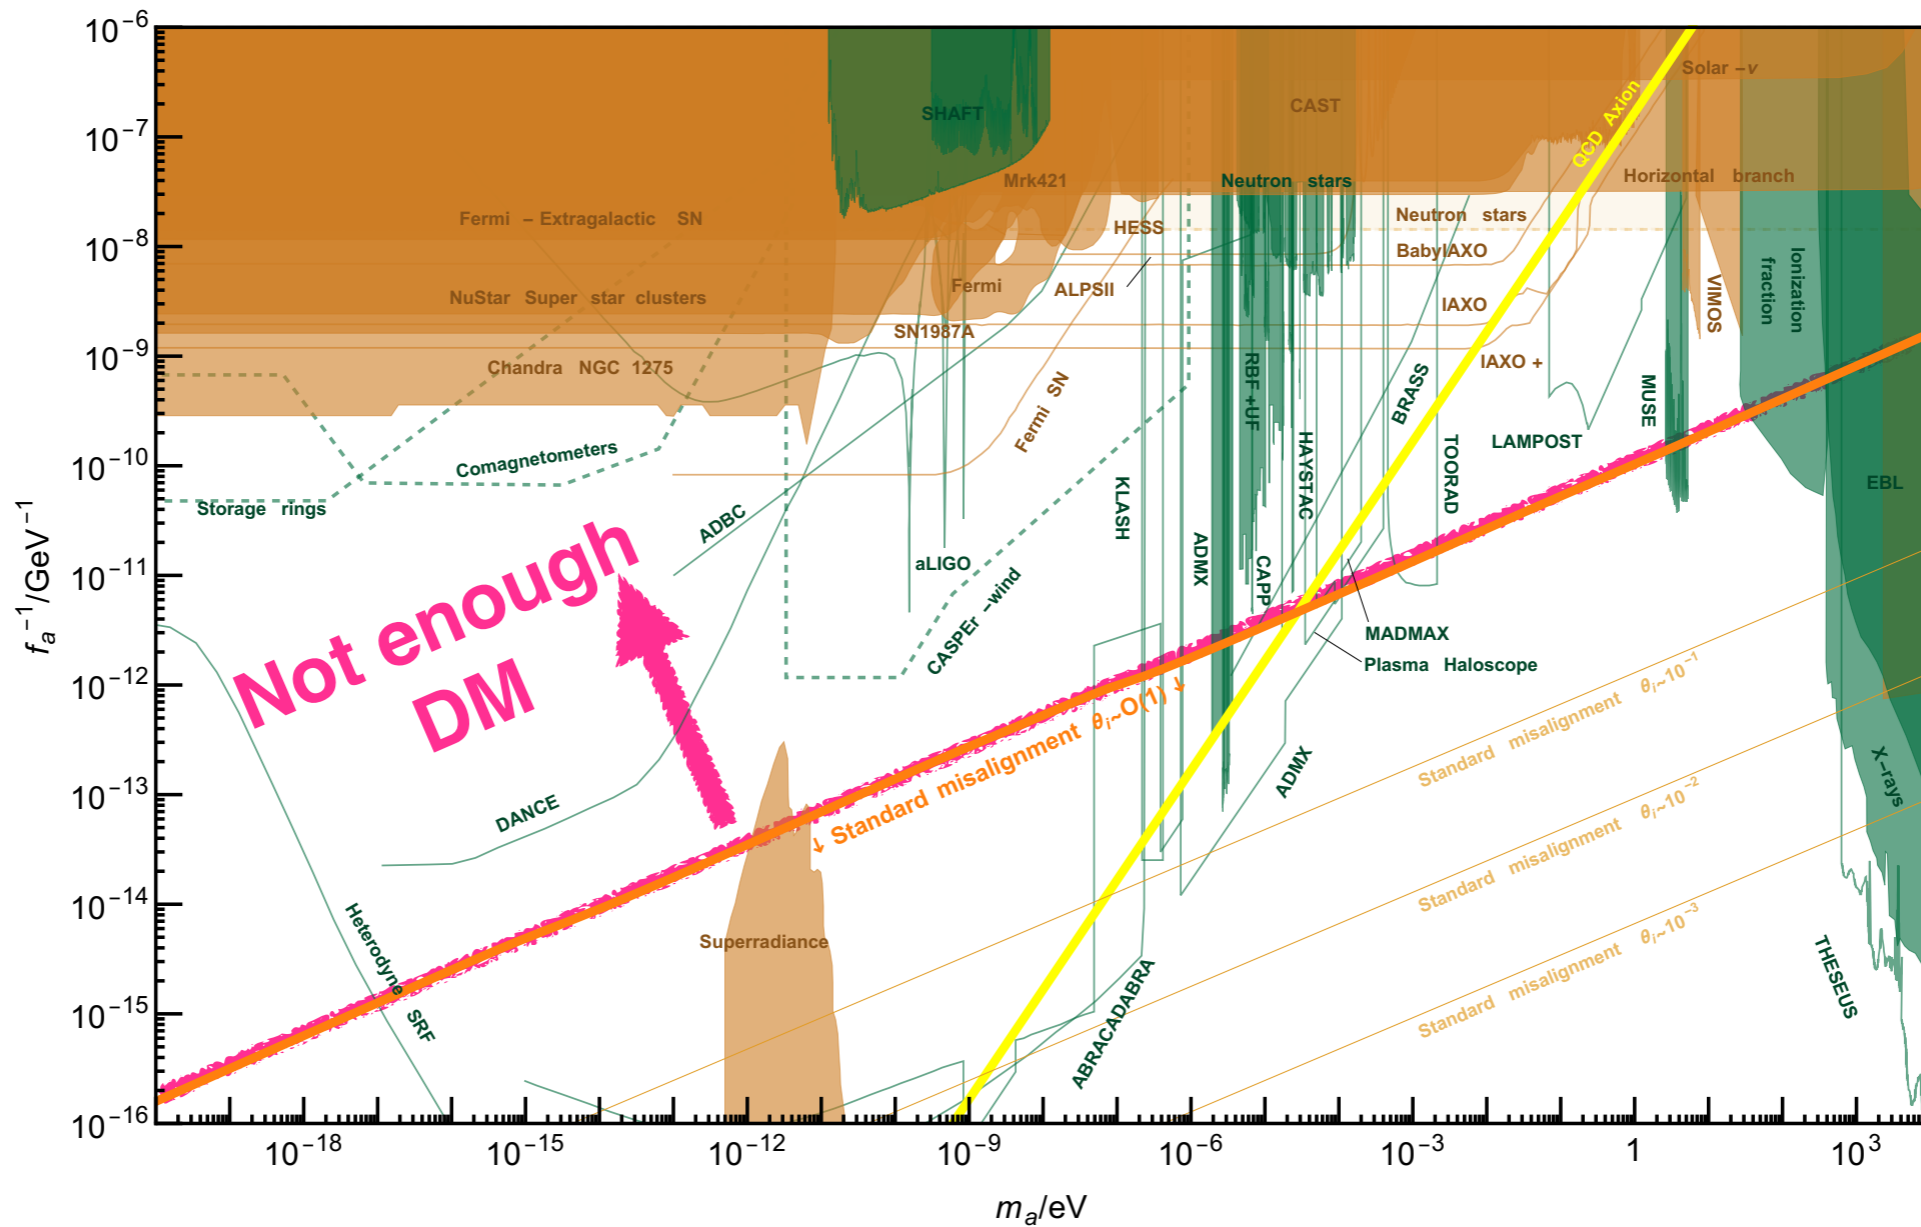 10⁻⁶
10⁻⁷
10⁻⁸
10⁻⁹
10⁻¹⁰
10⁻¹¹
10⁻¹²
10⁻¹³
10⁻¹⁴
10⁻¹⁵
10⁻¹⁶
fₐ⁻¹/GeV⁻¹
SHAFT
CAST
Solar −ν
QCD Axion
Mrk421
Neutron stars
Horizontal branch
Fermi − Extragalactic SN
HESS
Neutron stars
BabyIAXO
Ionization
fraction
NuStar Super star clusters
Fermi
ALPSII
IAXO
VIMOS
SN1987A
Chandra NGC 1275
IAXO +
RBF +UF
Fermi SN
BRASS
MUSE
LAMPOST
Comagnetometers
Storage rings
ADBC
KLASH
HAYSTAC
TOORAD
EBL
aLIGO
ADMX
CAPP
Not enough
DM
CASPEr −wind
MADMAX
Plasma Haloscope
↓ Standard misalignment θᵢ~O(1) ↓
Standard misalignment θᵢ~10⁻¹
DANCE
ADMX
X−rays
Standard misalignment θᵢ~10⁻²
Heterodyne SRF
Superradiance
Standard misalignment θᵢ~10⁻³
THESEUS
ABRACADABRA
10⁻¹⁸
10⁻¹⁵
10⁻¹²
10⁻⁹
10⁻⁶
10⁻³
1
10³
mₐ/eV